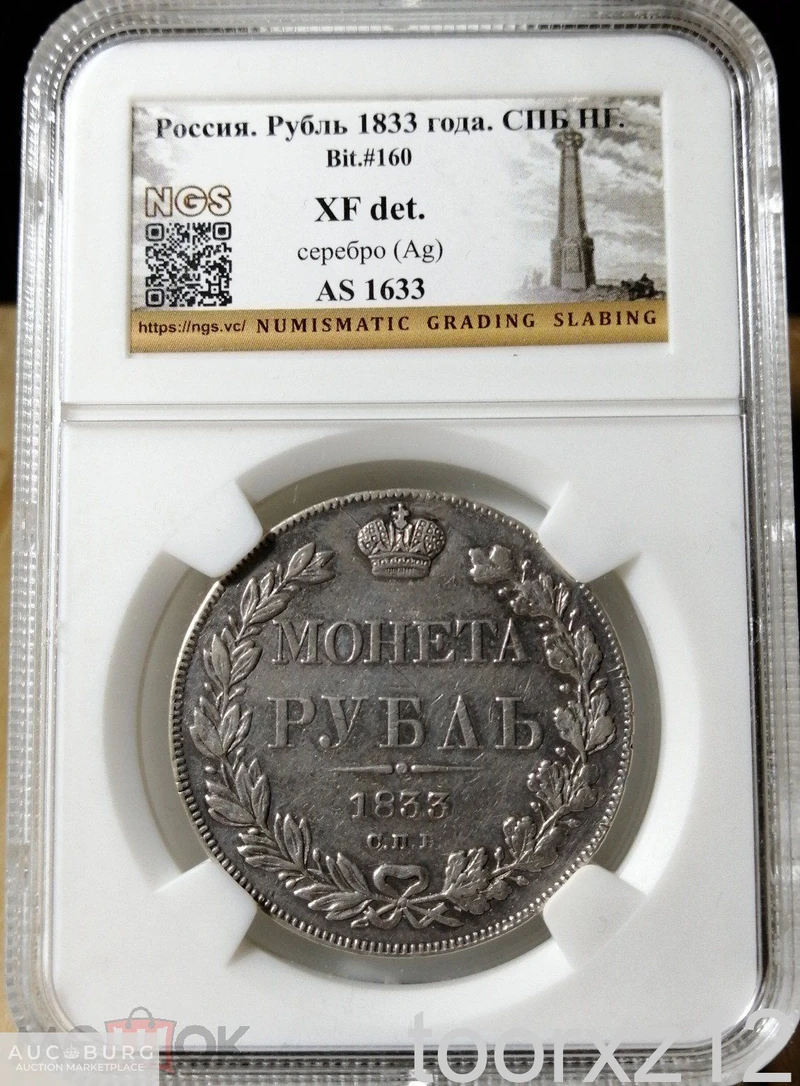 Россия. Рубль 1833 года. СПБ НГ.
Bit.#160
NGS
XF det.
серебро (Ag)
AS 1633
https://ngs.vc/ NUMISMATIC GRADING SLABING
МОНЕТА
РУБЛЬ
1833
С.П.Б.
AUCBURG
AUCTION MARKETPLACE
toorxz12